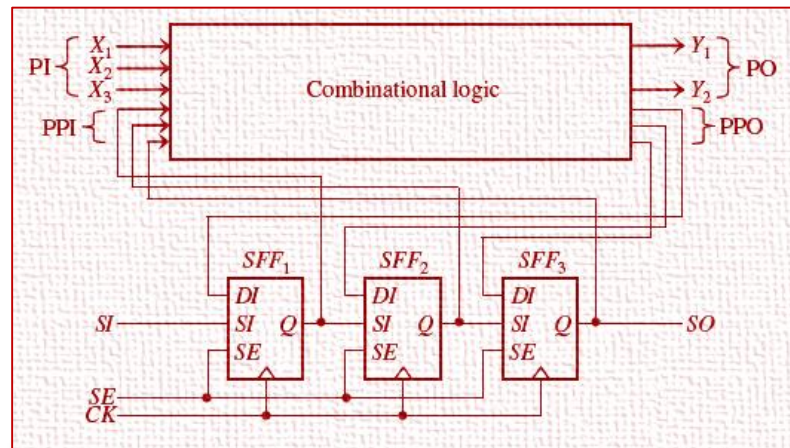 PI
X₁
X₂
X₃
PPI
Combinational logic
Y₁
Y₂
PO
PPO
SFF₁
SFF₂
SFF₃
DI
DI
DI
SI
SI Q
SI Q
SI Q
SO
SE
SE
SE
SE
CK